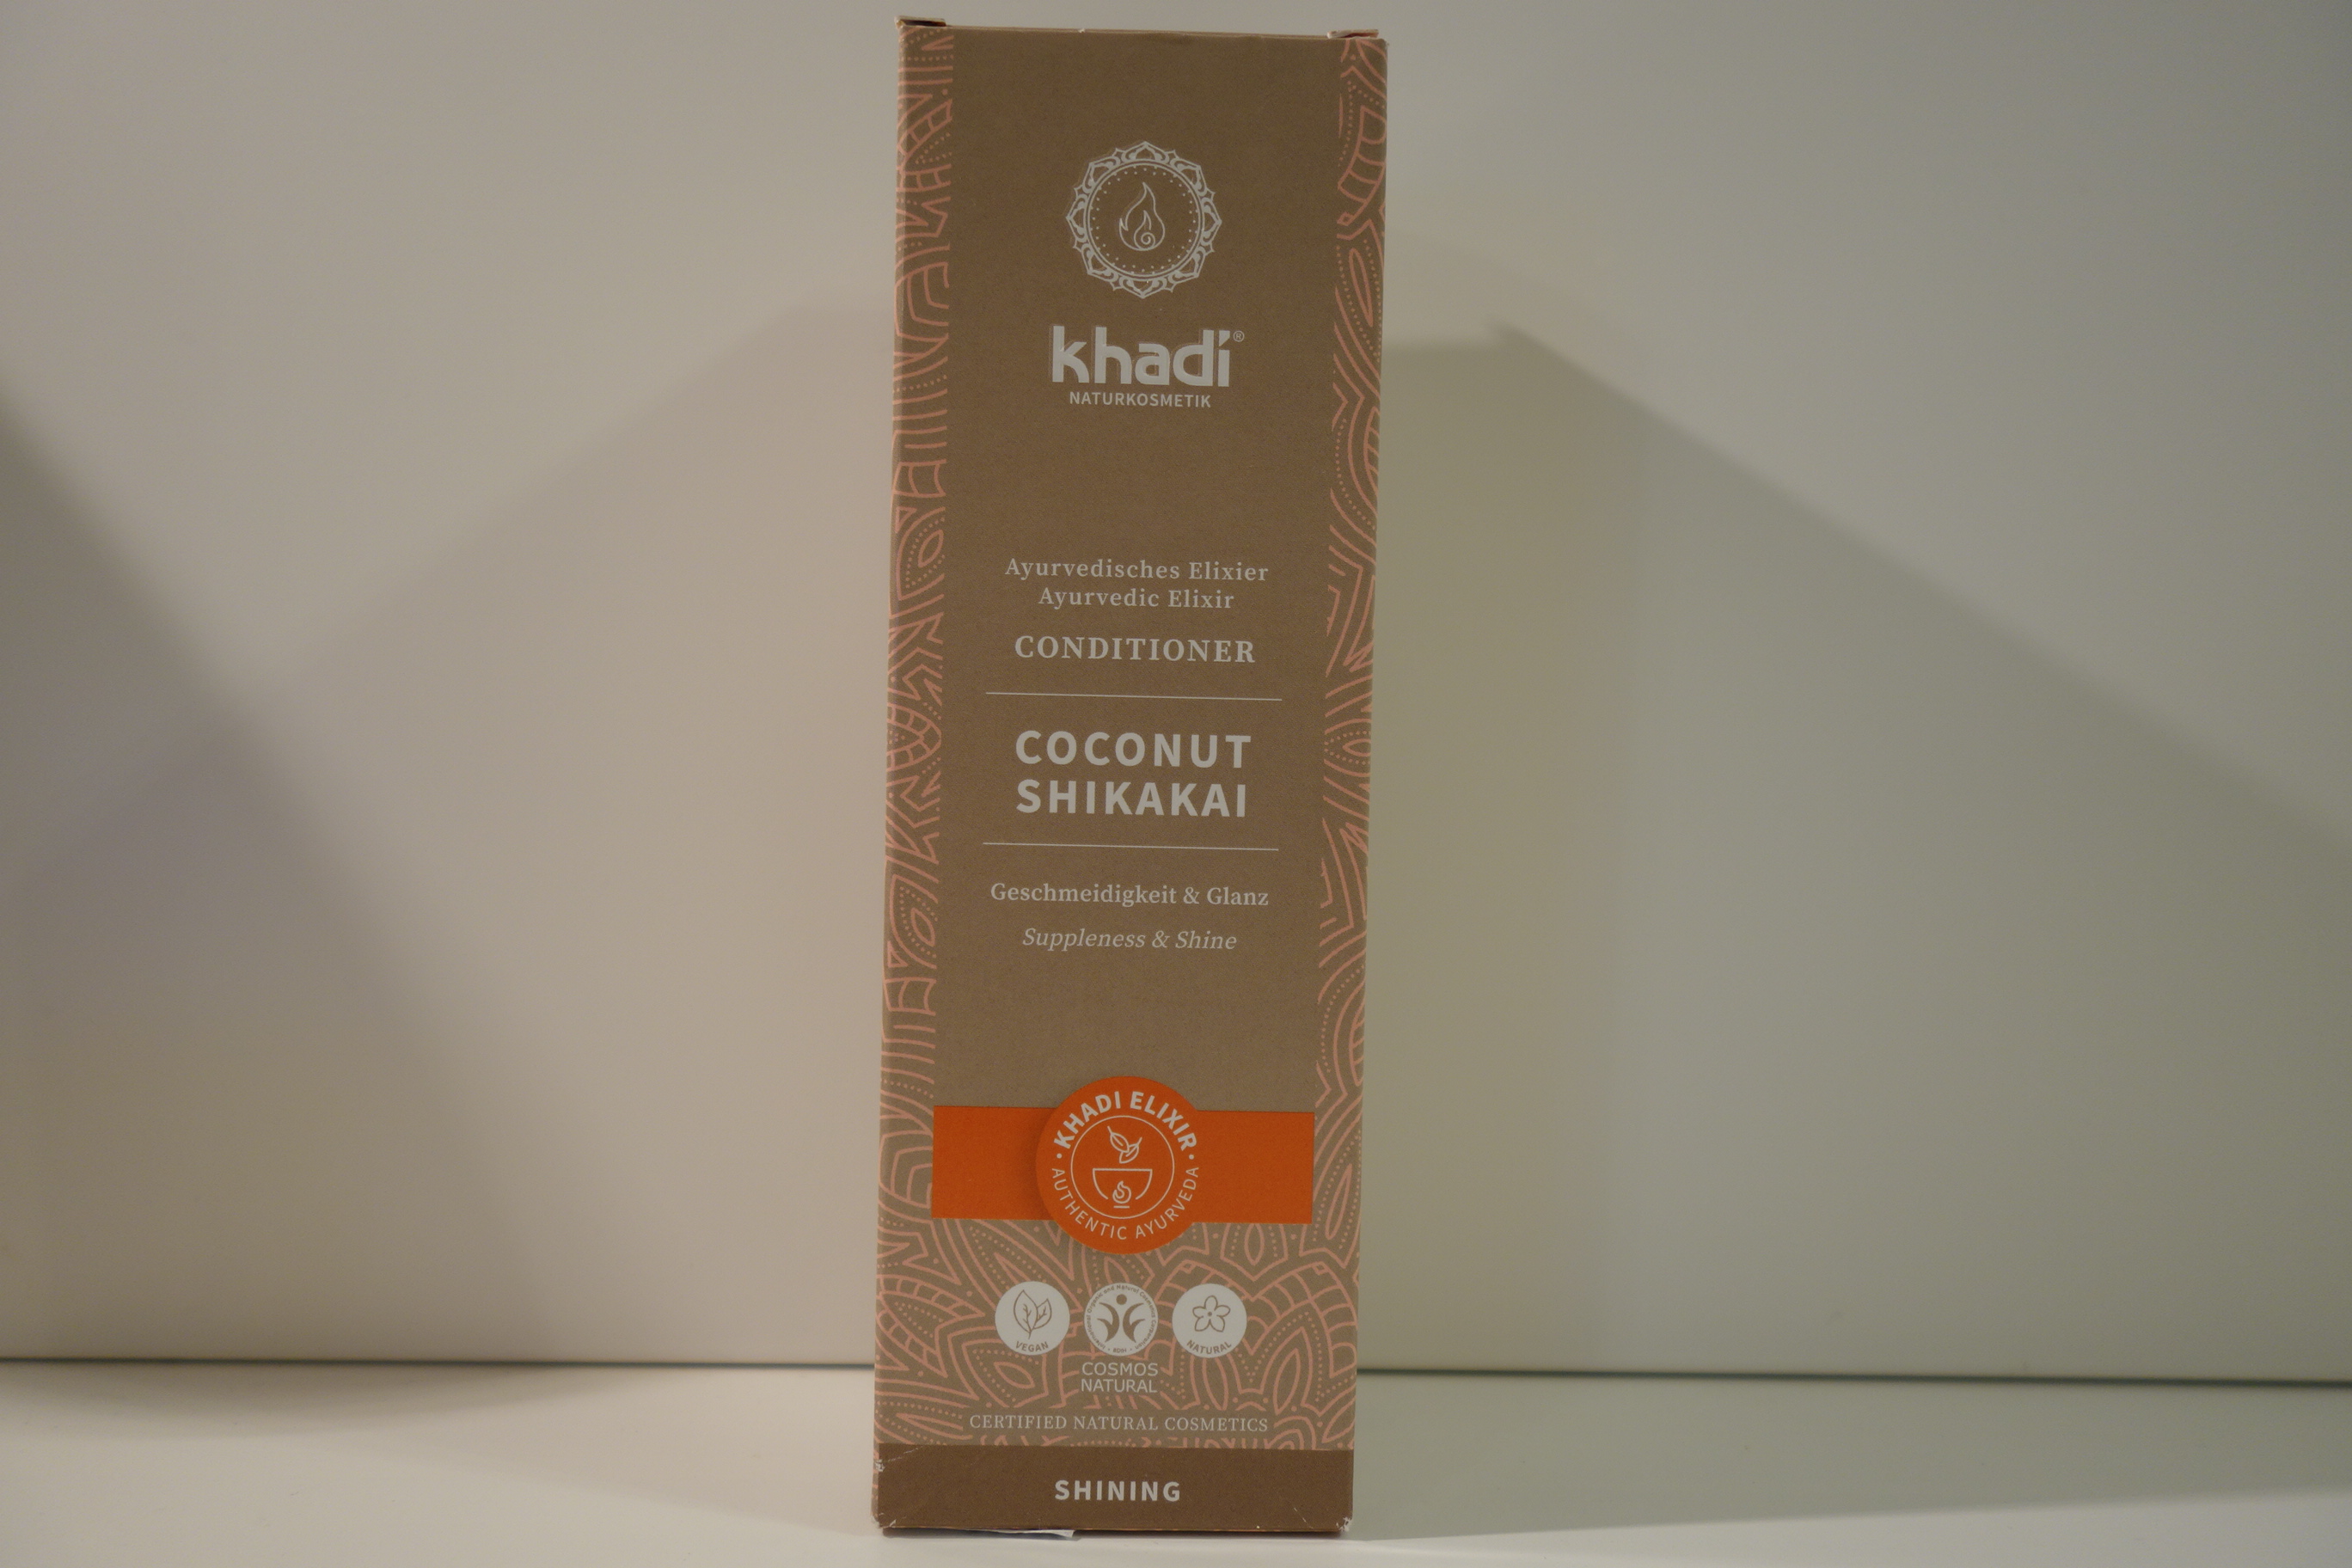 khadi®
NATURKOSMETIK
Ayurvedisches Elixier
Ayurvedic Elixir
CONDITIONER
COCONUT
SHIKAKAI
Geschmeidigkeit & Glanz
Suppleness & Shine
• KHADI ELIXIR •
AUTHENTIC AYURVEDA
VEGAN
NATURAL
COSMOS
NATURAL
CERTIFIED NATURAL COSMETICS
SHINING